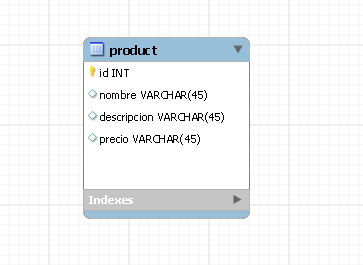 product
id INT
nombre VARCHAR(45)
descripcion VARCHAR(45)
precio VARCHAR(45)
Indexes